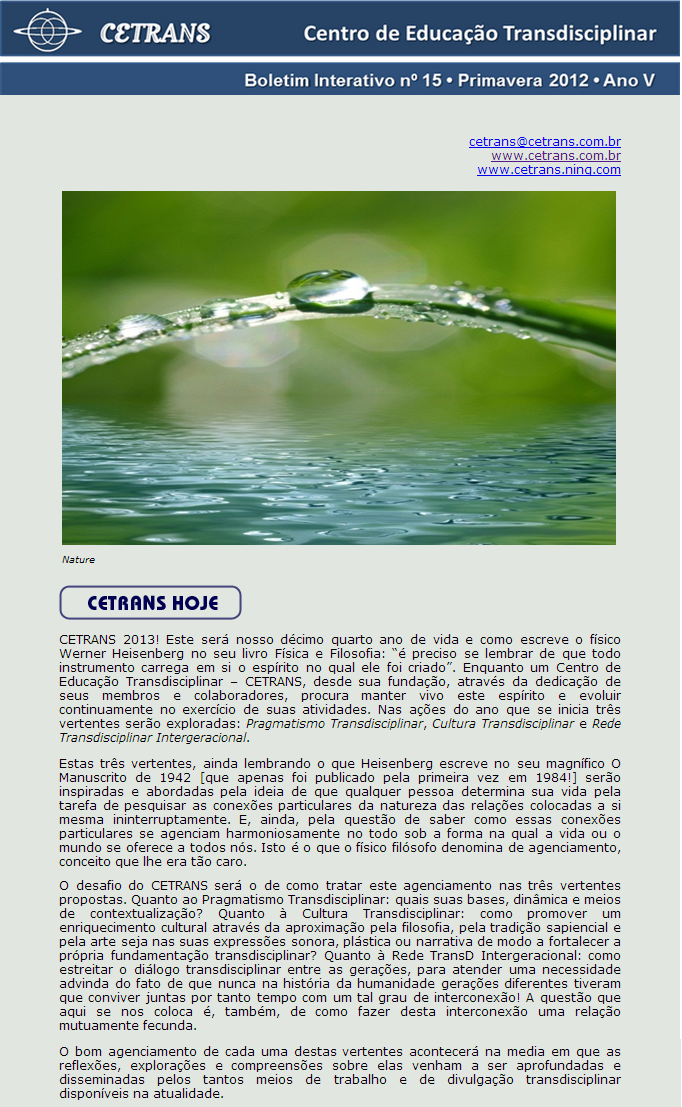 CETRANS Centro de Educação Transdisciplinar
Boletim Interativo nº 15 • Primavera 2012 • Ano V
cetrans@cetrans.com.br
www.cetrans.com.br
www.cetrans.ning.com
Nature
CETRANS HOJE
CETRANS 2013! Este será nosso décimo quarto ano de vida e como escreve o físico
Werner Heisenberg no seu livro Física e Filosofia: “é preciso se lembrar de que todo
instrumento carrega em si o espírito no qual ele foi criado”. Enquanto um Centro de
Educação Transdisciplinar – CETRANS, desde sua fundação, através da dedicação de
seus membros e colaboradores, procura manter vivo este espírito e evoluir
continuamente no exercício de suas atividades. Nas ações do ano que se inicia três
vertentes serão exploradas: Pragmatismo Transdisciplinar, Cultura Transdisciplinar e Rede
Transdisciplinar Intergeracional.
Estas três vertentes, ainda lembrando o que Heisenberg escreve no seu magnífico O
Manuscrito de 1942 [que apenas foi publicado pela primeira vez em 1984!] serão
inspiradas e abordadas pela ideia de que qualquer pessoa determina sua vida pela
tarefa de pesquisar as conexões particulares da natureza das relações colocadas a si
mesma ininterruptamente. E, ainda, pela questão de saber como essas conexões
particulares se agenciam harmoniosamente no todo sob a forma na qual a vida ou o
mundo se oferece a todos nós. Isto é o que o físico filósofo denomina de agenciamento,
conceito que lhe era tão caro.
O desafio do CETRANS será o de como tratar este agenciamento nas três vertentes
propostas. Quanto ao Pragmatismo Transdisciplinar: quais suas bases, dinâmica e meios
de contextualização? Quanto à Cultura Transdisciplinar: como promover um
enriquecimento cultural através da aproximação pela filosofia, pela tradição sapiencial e
pela arte seja nas suas expressões sonora, plástica ou narrativa de modo a fortalecer a
própria fundamentação transdisciplinar? Quanto à Rede TransD Intergeracional: como
estreitar o diálogo transdisciplinar entre as gerações, para atender uma necessidade
advinda do fato de que nunca na história da humanidade gerações diferentes tiveram
que conviver juntas por tanto tempo com um tal grau de interconexão! A questão que
aqui se nos coloca é, também, de como fazer desta interconexão uma relação
mutuamente fecunda.
O bom agenciamento de cada uma destas vertentes acontecerá na media em que as
reflexões, explorações e compreensões sobre elas venham a ser aprofundadas e
disseminadas pelos tantos meios de trabalho e de divulgação transdisciplinar
disponíveis na atualidade.